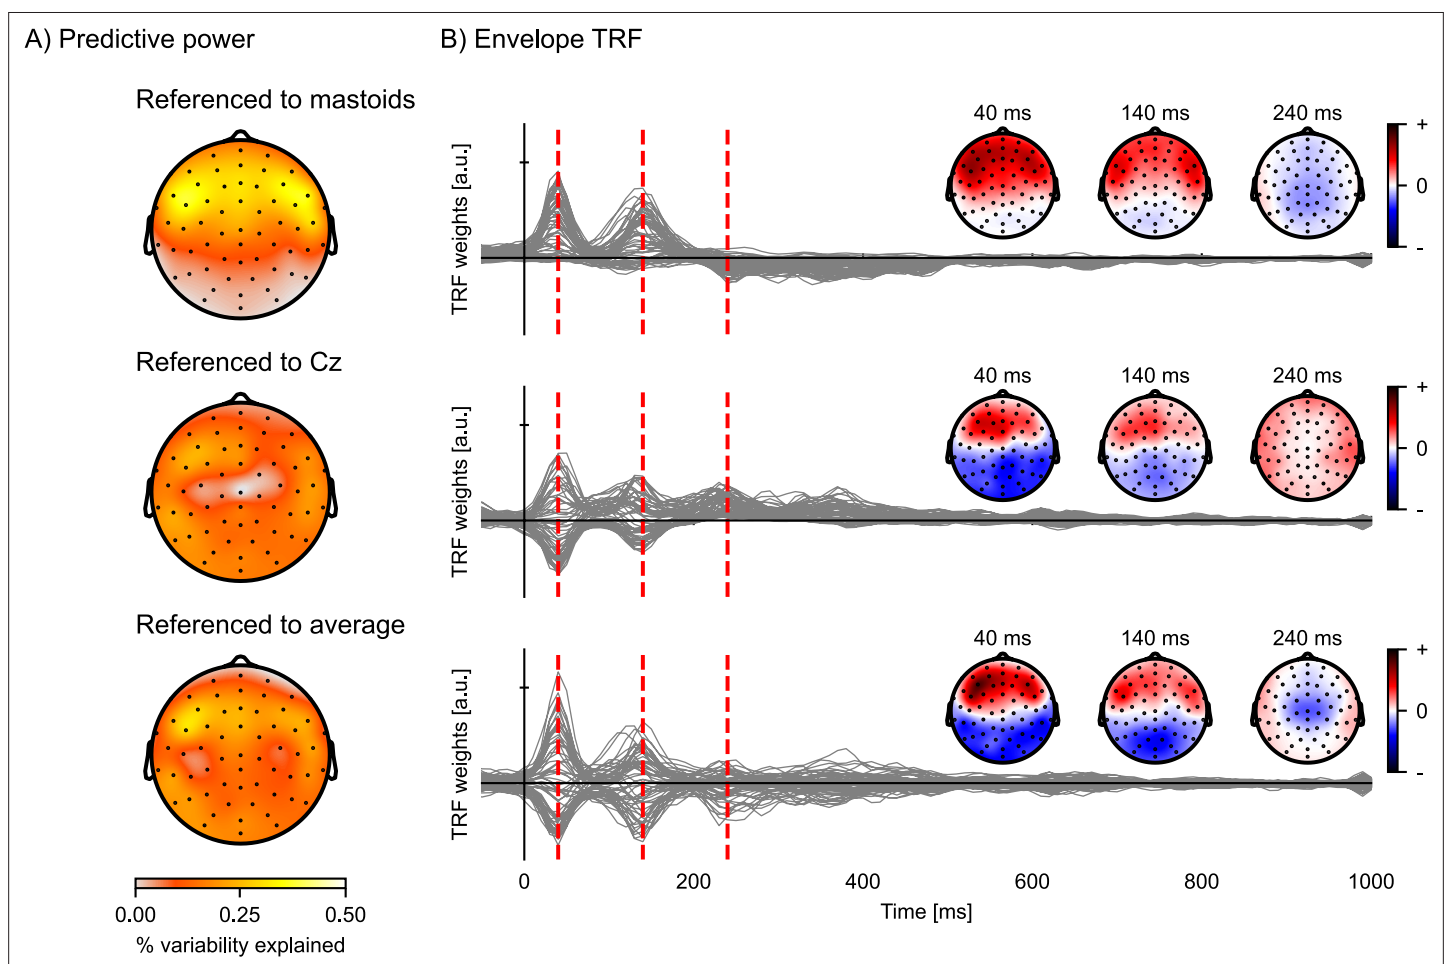 A) Predictive power
B) Envelope TRF
Referenced to mastoids
TRF weights [a.u.]
40 ms
140 ms
240 ms
+
0
-
Referenced to Cz
TRF weights [a.u.]
40 ms
140 ms
240 ms
+
0
-
Referenced to average
TRF weights [a.u.]
40 ms
140 ms
240 ms
+
0
-
0 200 400 600 800 1000
Time [ms]
0.00 0.25 0.50
% variability explained